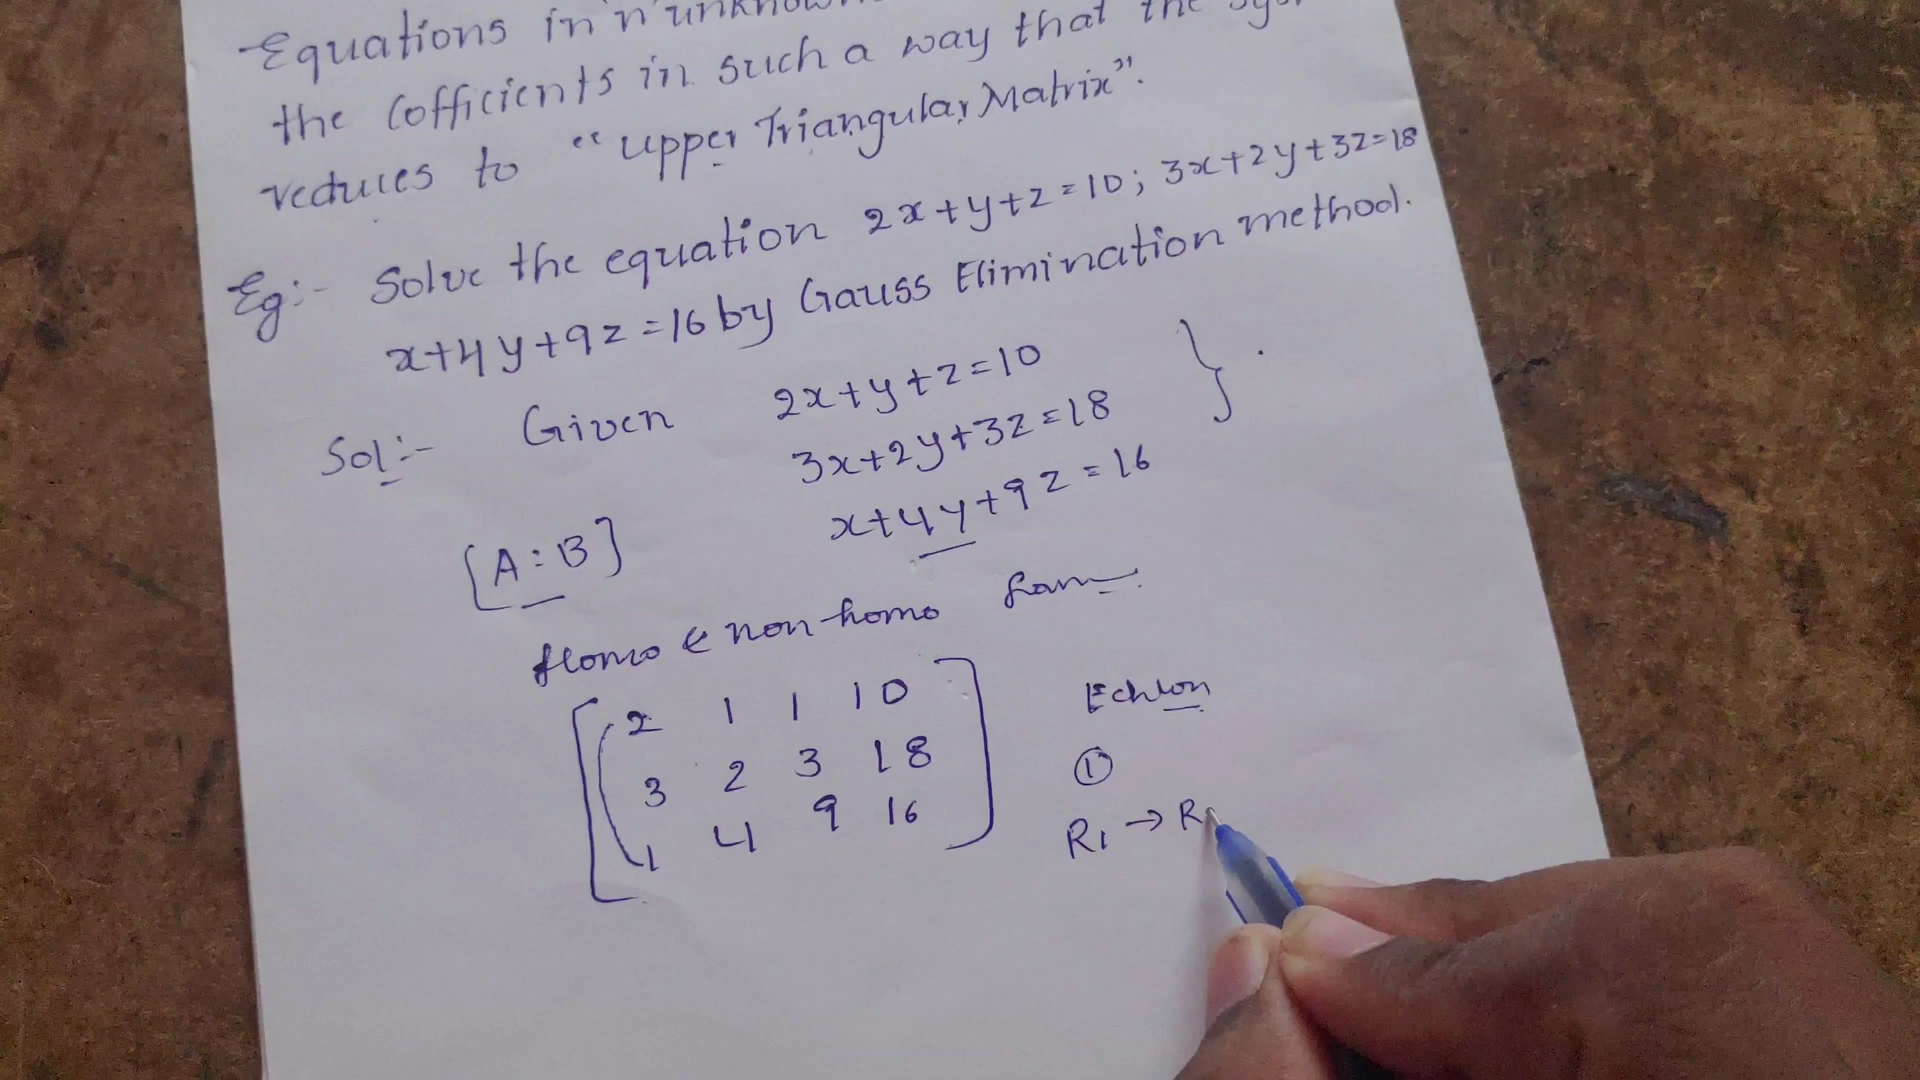 Equations in 'n' unknown
the Cofficients in such a way that the sys
reduces to "Upper Triangular Matrix".
Eg:- Solve the equation 2x+y+z=10; 3x+2y+3z=18
x+4y+9z=16 by Gauss Elimination method.
Sol:- Given 2x+y+z=10
3x+2y+3z=18
x+4y+9z=16
[A:B]
Homo & non-homo
2 1 1 10
3 2 3 18
1 4 9 16
Echlon
①
R₁ → R